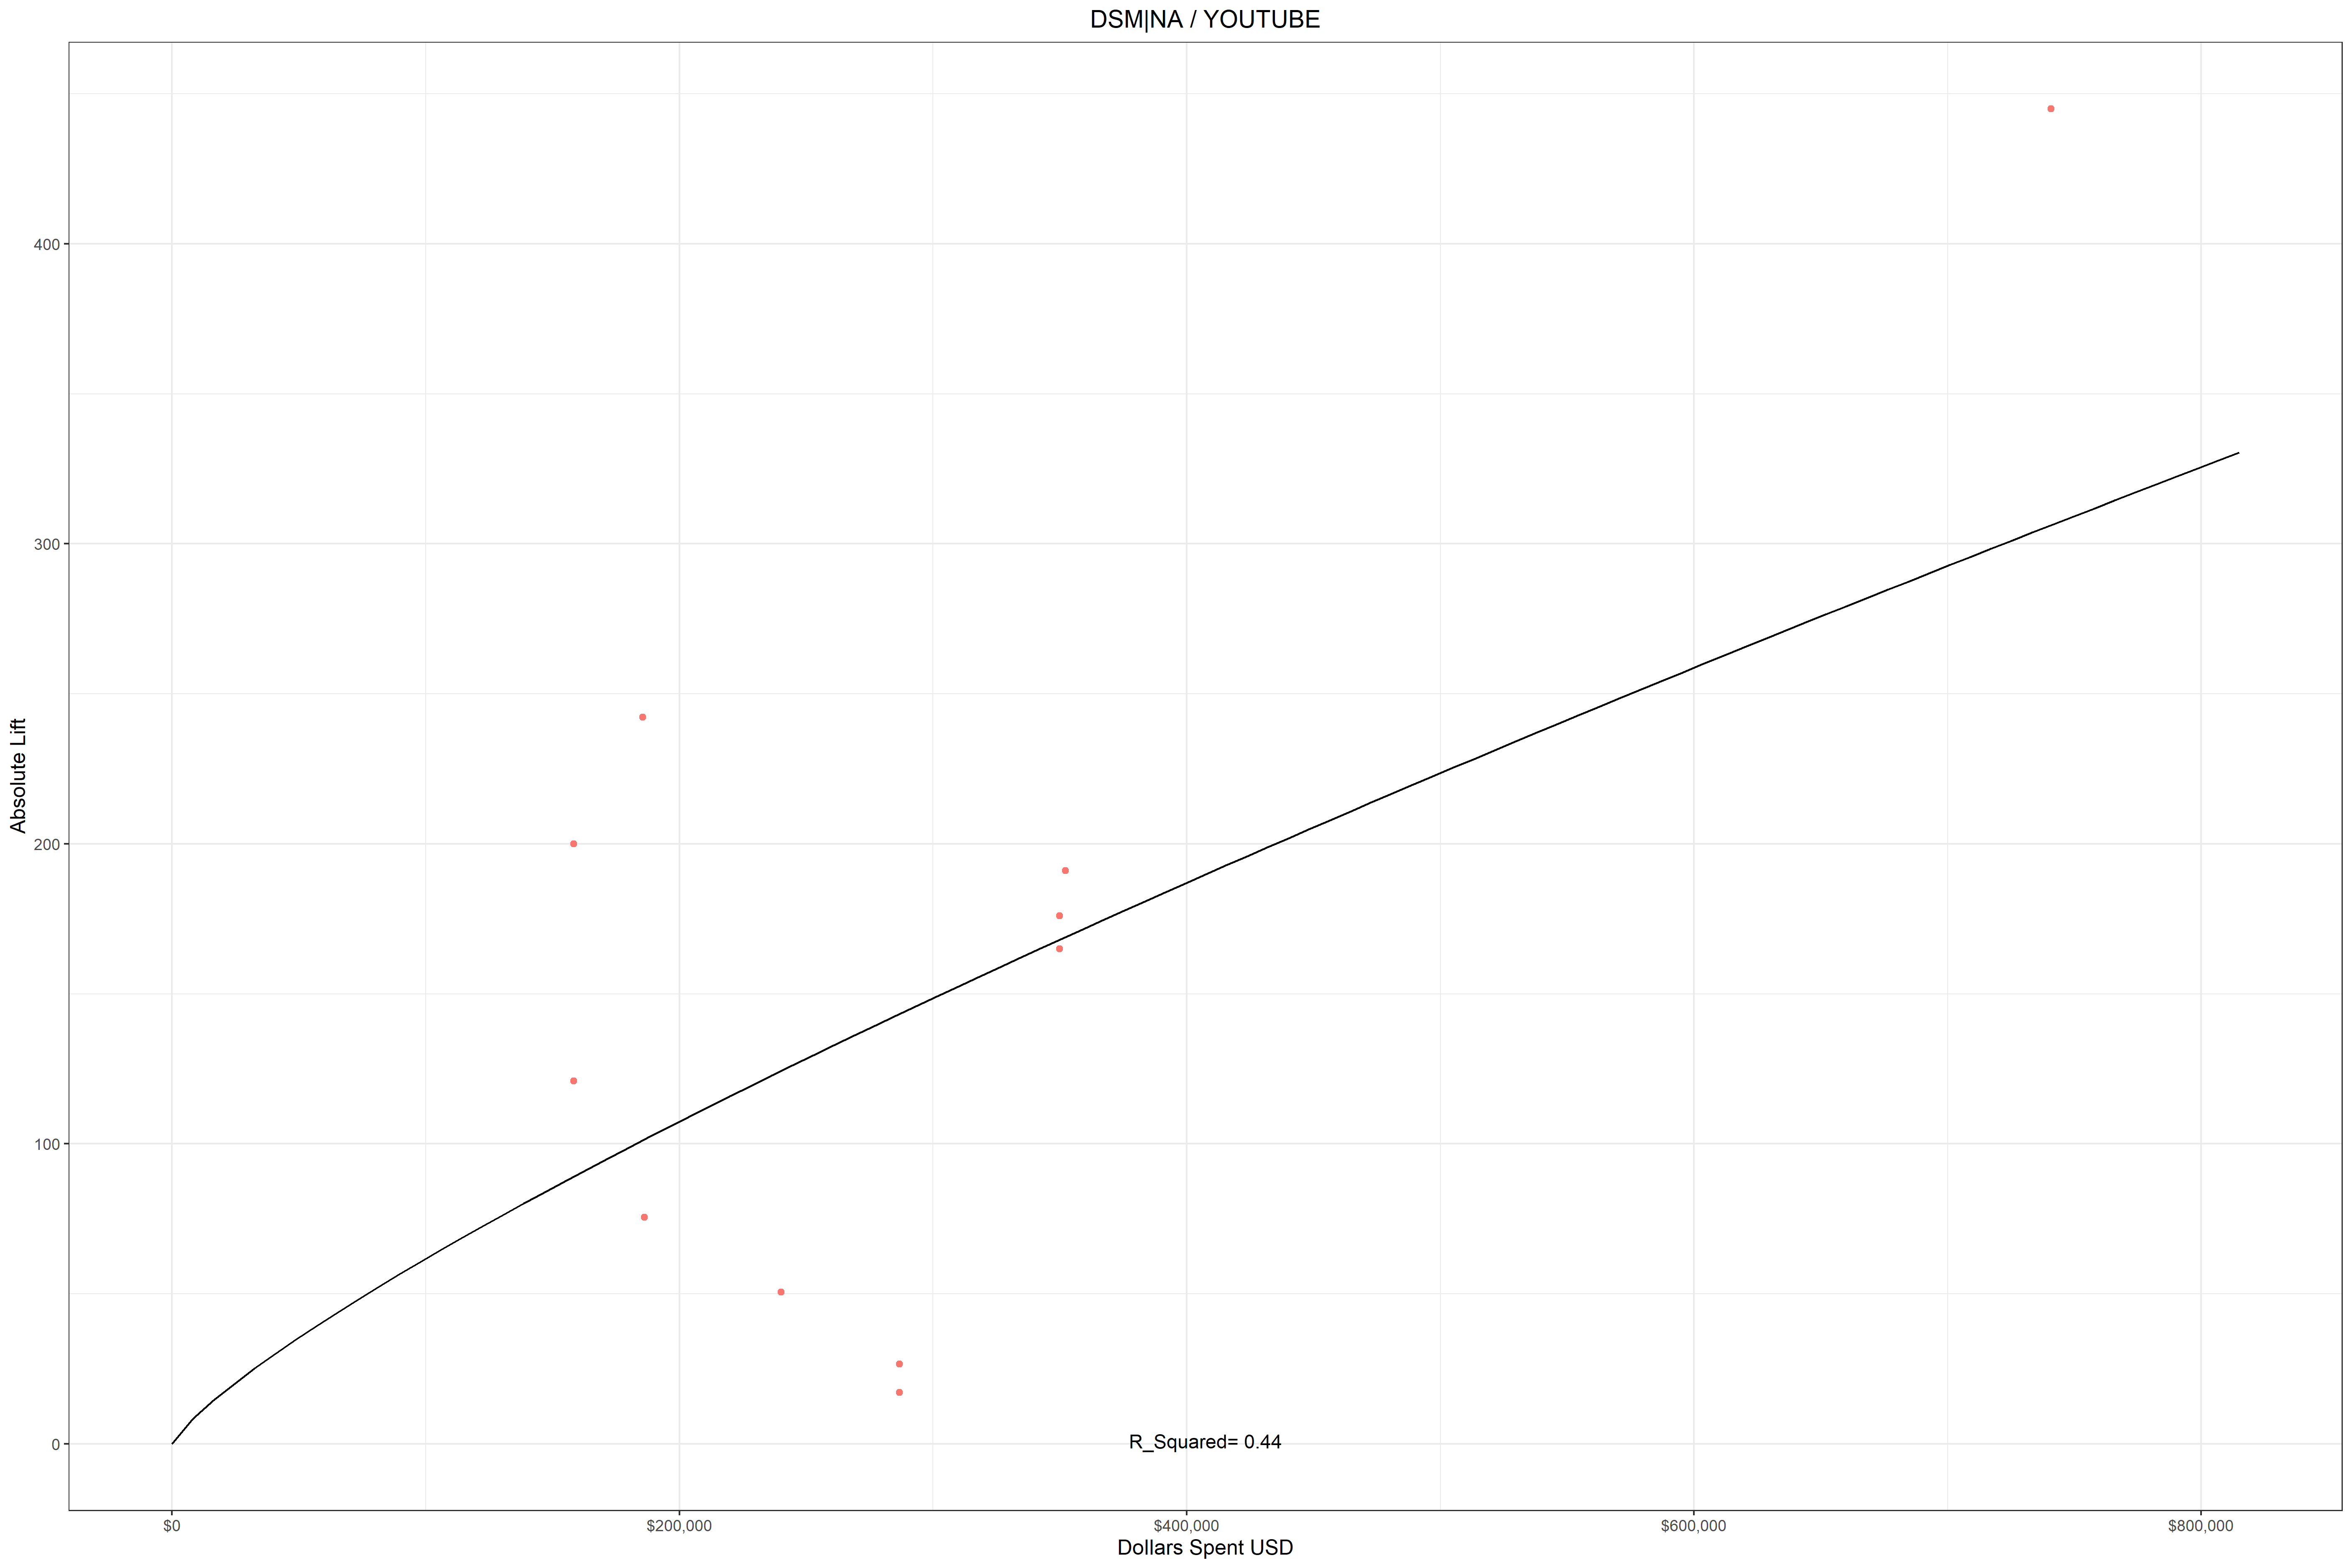 DSM|NA / YOUTUBE
Absolute Lift
400
300
200
100
0
R_Squared= 0.44
$0
$200,000
$400,000
$600,000
$800,000
Dollars Spent USD